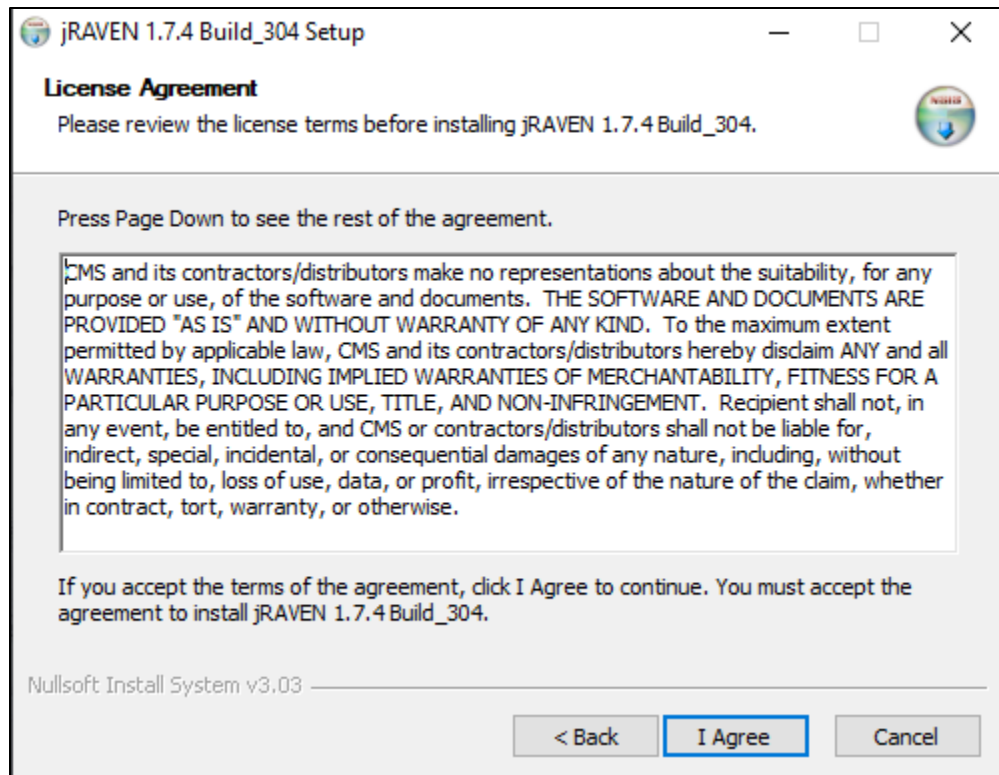 jRAVEN 1.7.4 Build_304 Setup
License Agreement
Please review the license terms before installing jRAVEN 1.7.4 Build_304.
NSIS
Press Page Down to see the rest of the agreement.
CMS and its contractors/distributors make no representations about the suitability, for any
purpose or use, of the software and documents.  THE SOFTWARE AND DOCUMENTS ARE
PROVIDED "AS IS" AND WITHOUT WARRANTY OF ANY KIND.  To the maximum extent
permitted by applicable law, CMS and its contractors/distributors hereby disclaim ANY and all
WARRANTIES, INCLUDING IMPLIED WARRANTIES OF MERCHANTABILITY, FITNESS FOR A
PARTICULAR PURPOSE OR USE, TITLE, AND NON-INFRINGEMENT.  Recipient shall not, in
any event, be entitled to, and CMS or contractors/distributors shall not be liable for,
indirect, special, incidental, or consequential damages of any nature, including, without
being limited to, loss of use, data, or profit, irrespective of the nature of the claim, whether
in contract, tort, warranty, or otherwise.
If you accept the terms of the agreement, click I Agree to continue. You must accept the
agreement to install jRAVEN 1.7.4 Build_304.
Nullsoft Install System v3.03
< Back
I Agree
Cancel